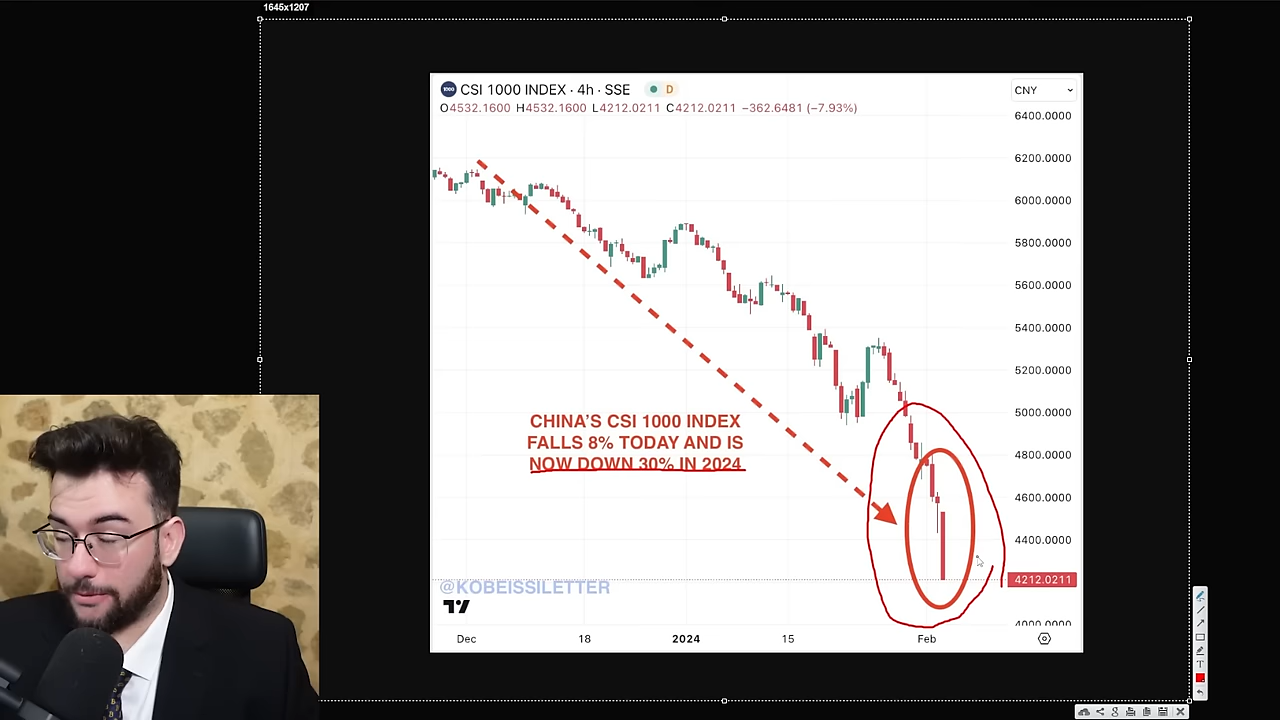 1645x1207
1000 CSI 1000 INDEX · 4h · SSE D
CNY
O4532.1600 H4532.1600 L4212.0211 C4212.0211 −362.6481 (−7.93%)
6400.0000
6200.0000
6000.0000
5800.0000
5600.0000
5400.0000
5200.0000
5000.0000
4800.0000
4600.0000
4400.0000
4212.0211
4000.0000
CHINA'S CSI 1000 INDEX
FALLS 8% TODAY AND IS
NOW DOWN 30% IN 2024
@KOBEISSILETTER
Dec 18 2024 15 Feb
T